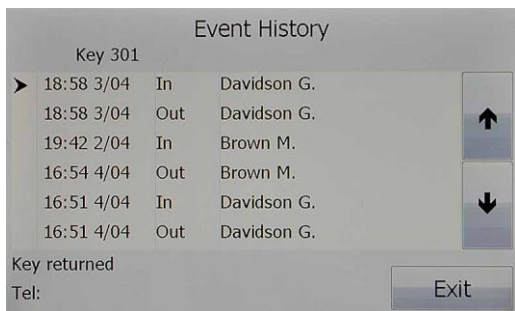 Event History
Key 301
18:58 3/04 In Davidson G.
18:58 3/04 Out Davidson G.
19:42 2/04 In Brown M.
16:54 4/04 Out Brown M.
16:51 4/04 In Davidson G.
16:51 4/04 Out Davidson G.
Key returned
Tel:
Exit